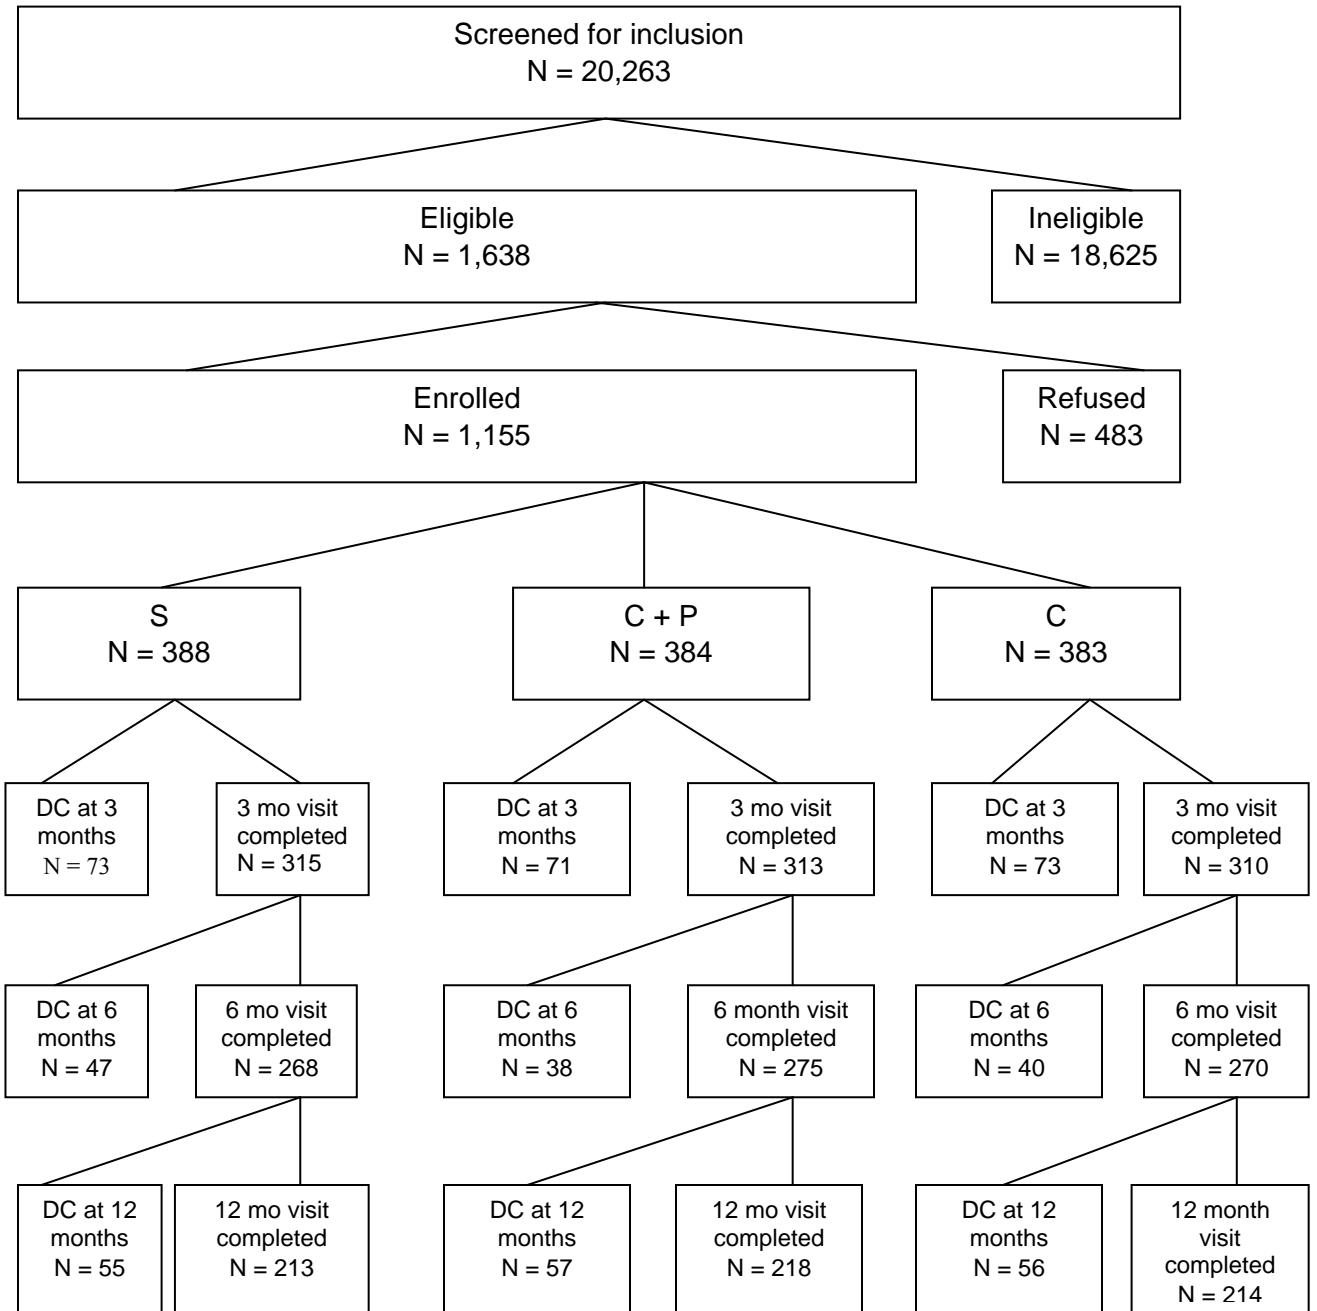 Screened for inclusion
N = 20,263
Eligible
N = 1,638
Ineligible
N = 18,625
Enrolled
N = 1,155
Refused
N = 483
S
N = 388
C + P
N = 384
C
N = 383
DC at 3
months
N = 73
3 mo visit
completed
N = 315
DC at 3
months
N = 71
3 mo visit
completed
N = 313
DC at 3
months
N = 73
3 mo visit
completed
N = 310
DC at 6
months
N = 47
6 mo visit
completed
N = 268
DC at 6
months
N = 38
6 month visit
completed
N = 275
DC at 6
months
N = 40
6 mo visit
completed
N = 270
DC at 12
months
N = 55
12 mo visit
completed
N = 213
DC at 12
months
N = 57
12 mo visit
completed
N = 218
DC at 12
months
N = 56
12 month
visit
completed
N = 214